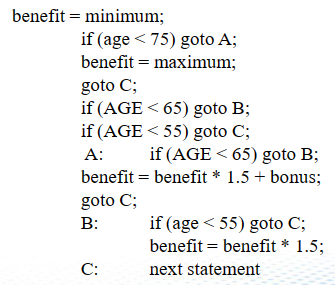 benefit = minimum;
if (age < 75) goto A;
benefit = maximum;
goto C;
if (AGE < 65) goto B;
if (AGE < 55) goto C;
A: if (AGE < 65) goto B;
benefit = benefit * 1.5 + bonus;
goto C;
B: if (age < 55) goto C;
benefit = benefit * 1.5;
C: next statement